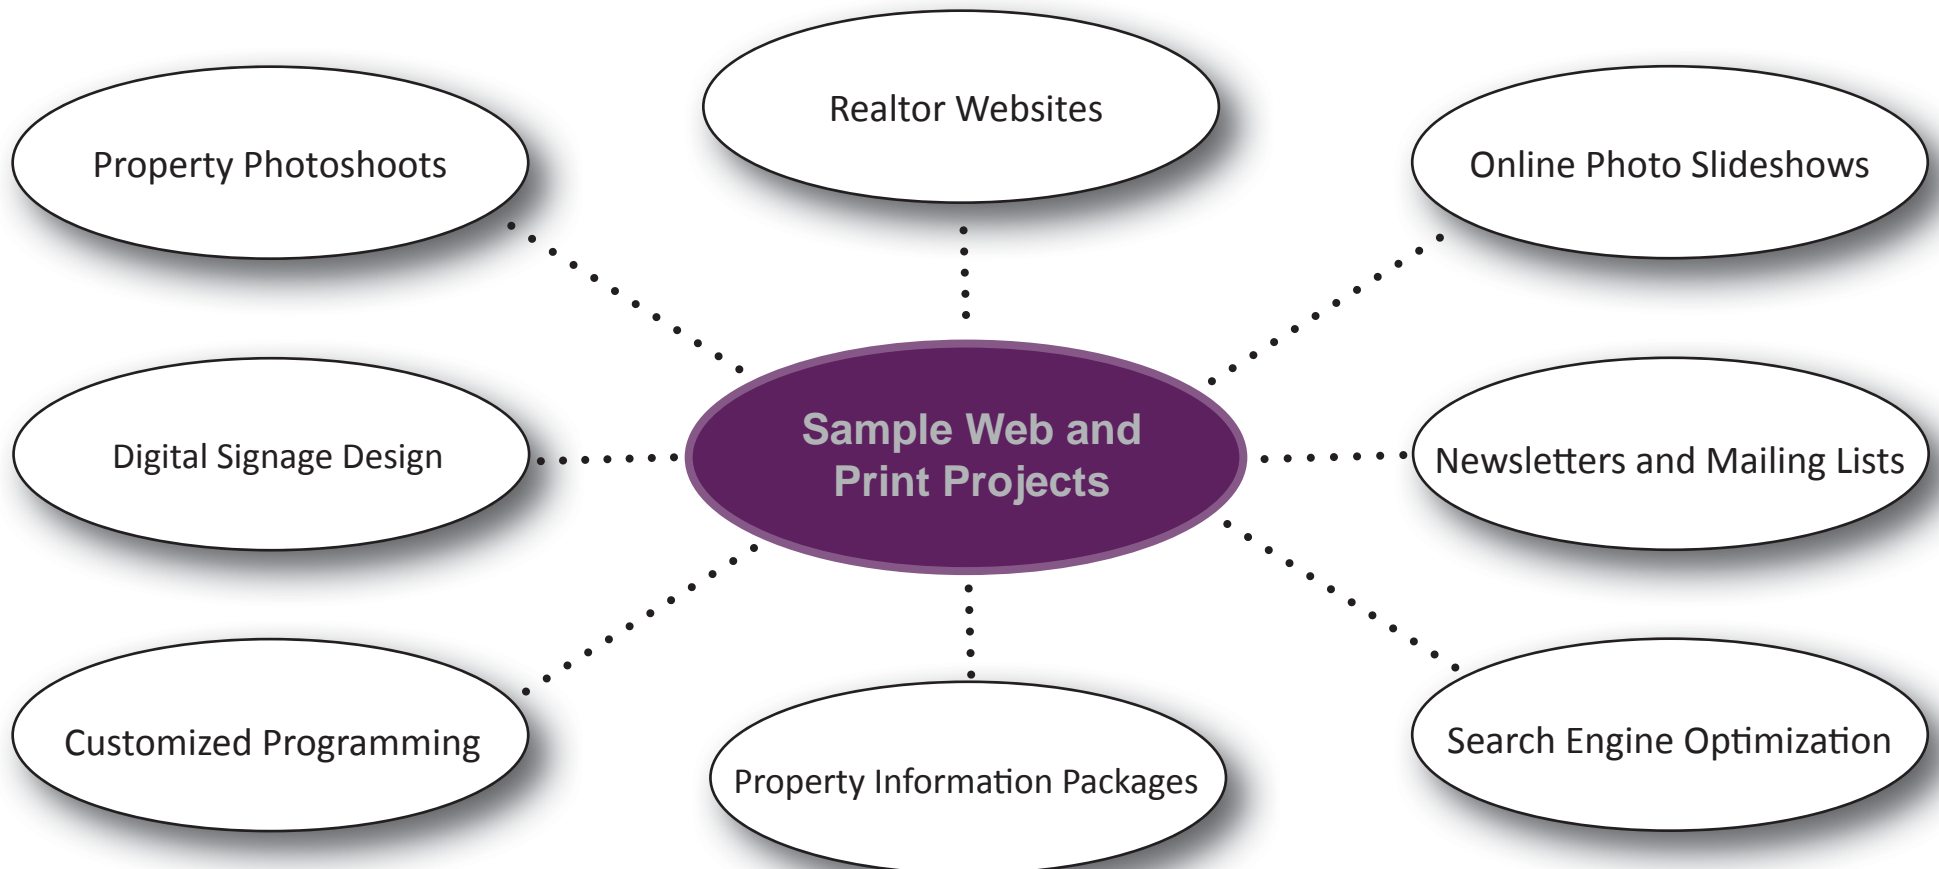 Realtor Websites
Property Photoshoots
Online Photo Slideshows
Sample Web and
Print Projects
Digital Signage Design
Newsletters and Mailing Lists
Customized Programming
Property Information Packages
Search Engine Optimization